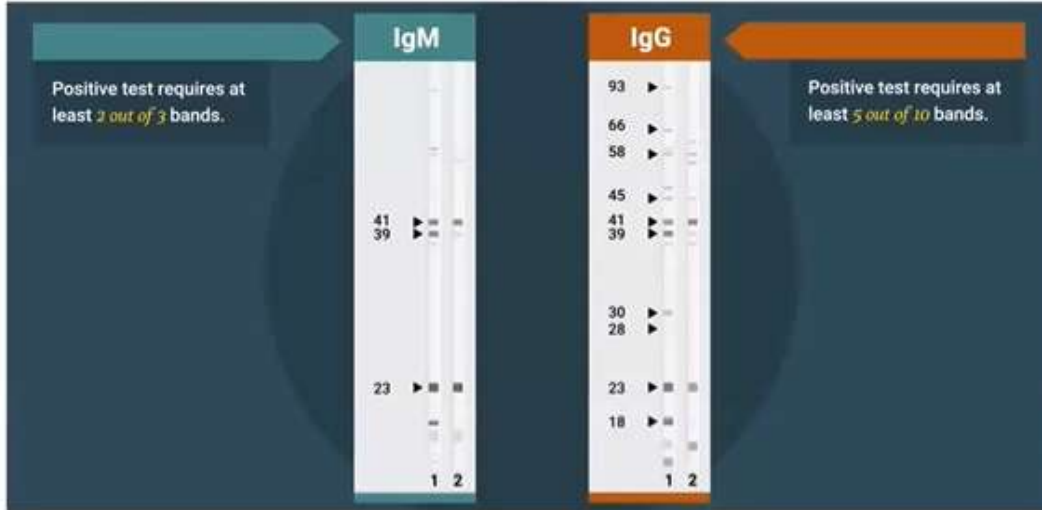 IgM
Positive test requires at
least 2 out of 3 bands.
41
39
23
1 2
IgG
Positive test requires at
least 5 out of 10 bands.
93
66
58
45
41
39
30
28
23
18
1 2